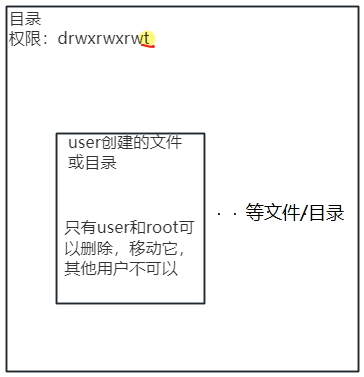 目录
权限：drwxrwxrwt
user创建的文件
或目录
只有user和root可
以删除，移动它，
其他用户不可以
· · 等文件/目录